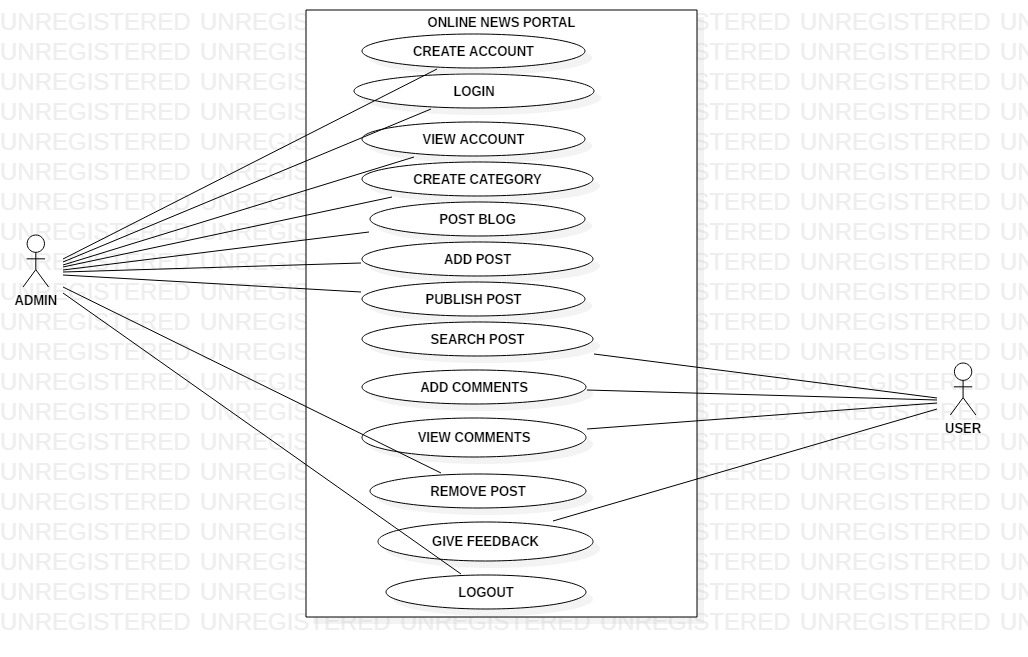 ONLINE NEWS PORTAL
CREATE ACCOUNT
LOGIN
VIEW ACCOUNT
CREATE CATEGORY
POST BLOG
ADD POST
PUBLISH POST
SEARCH POST
ADD COMMENTS
VIEW COMMENTS
REMOVE POST
GIVE FEEDBACK
LOGOUT
ADMIN
USER
UNREGISTERED